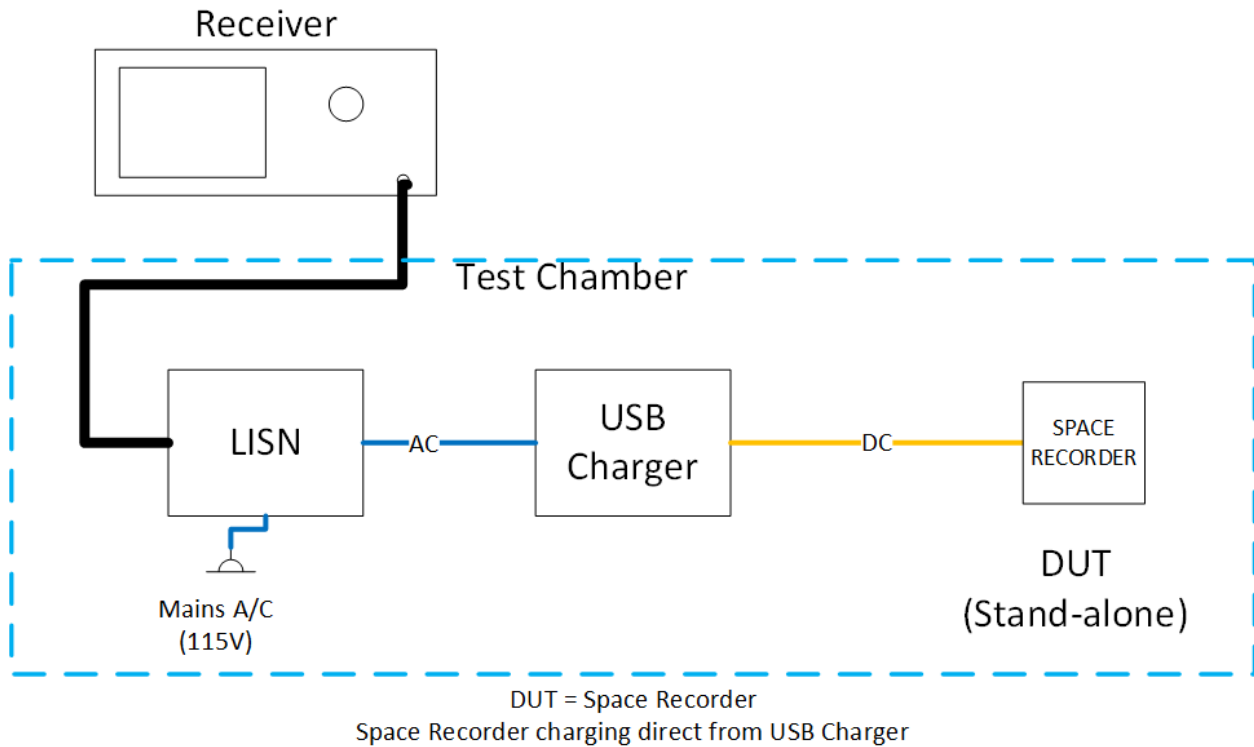 Receiver
Test Chamber
LISN
AC
USB
Charger
DC
SPACE
RECORDER
Mains A/C
(115V)
DUT
(Stand-alone)
DUT = Space Recorder
Space Recorder charging direct from USB Charger